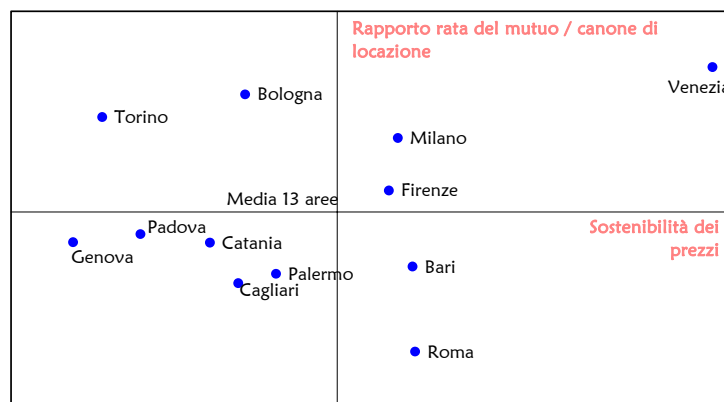 Rapporto rata del mutuo / canone di
locazione
Venezia
Bologna
Torino
Milano
Firenze
Media 13 aree
Padova
Sostenibilità dei
prezzi
Catania
Genova
Palermo
Bari
Cagliari
Roma